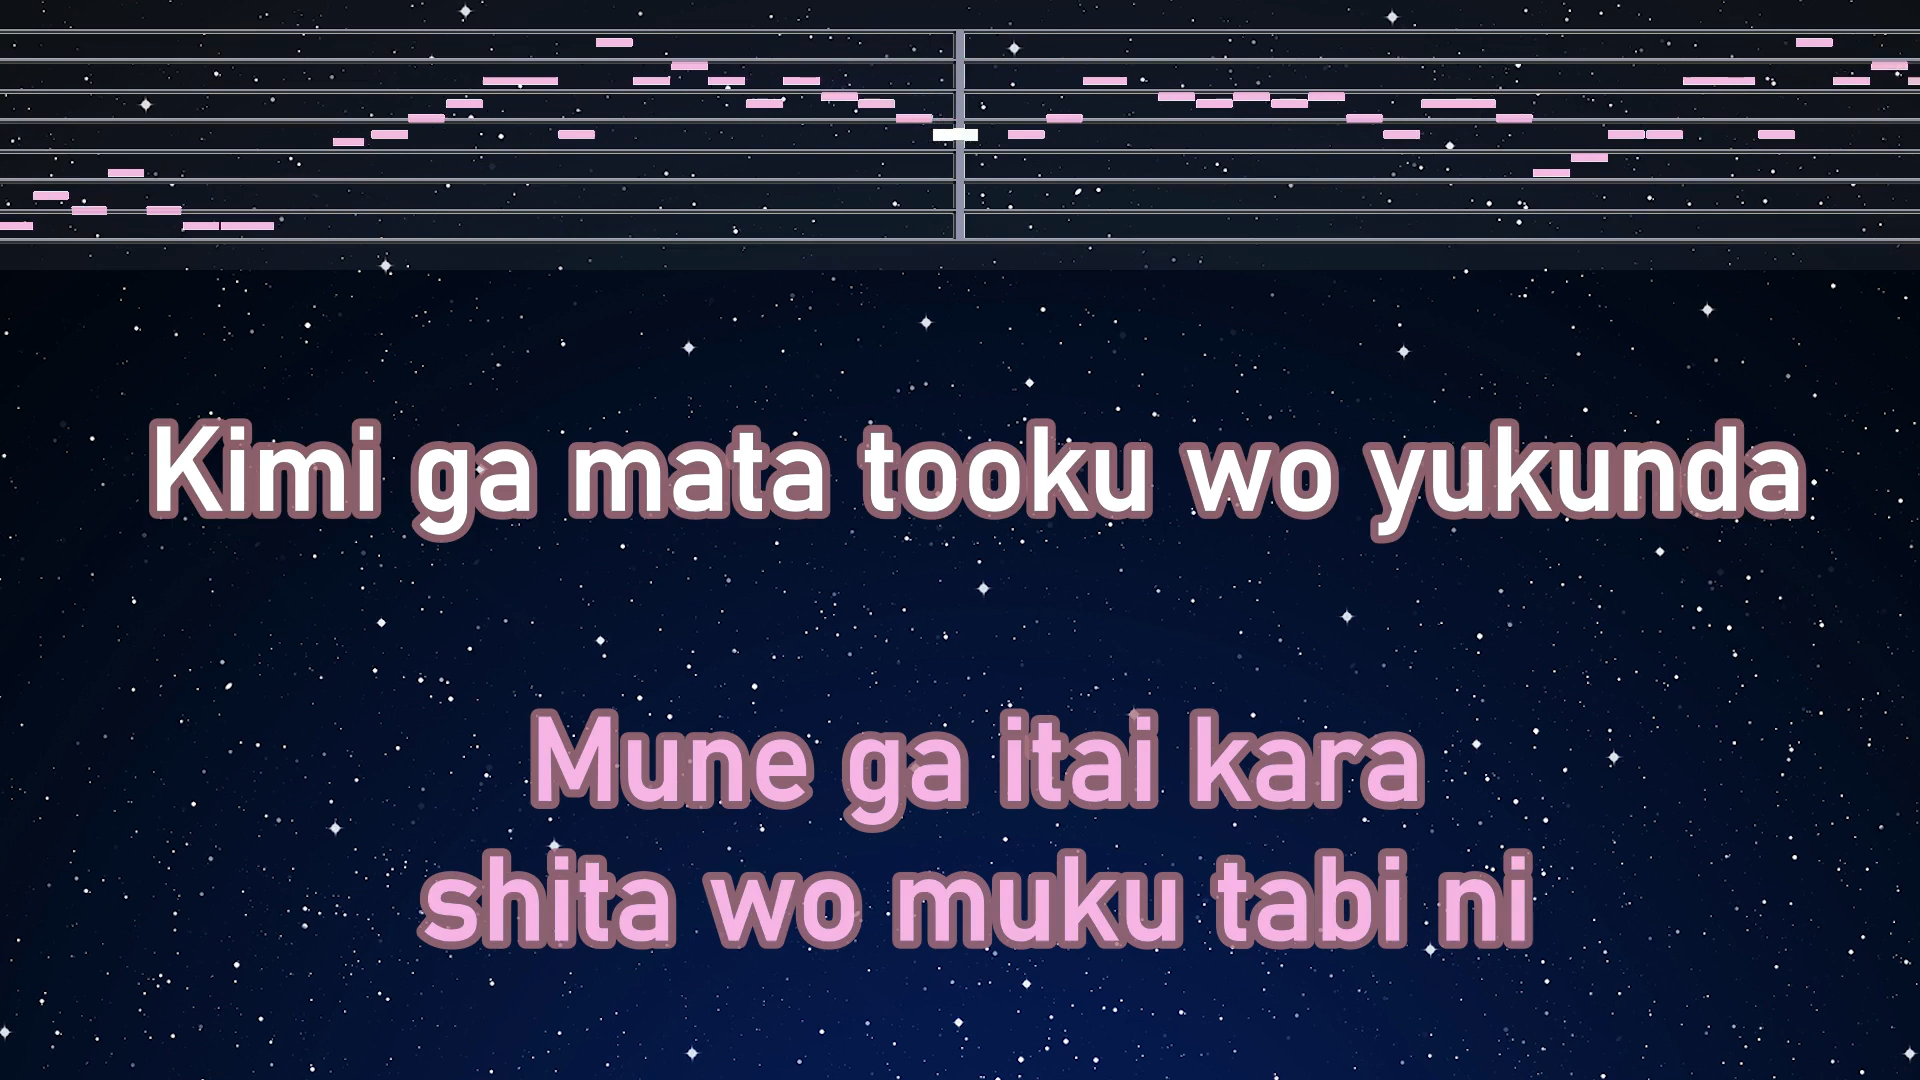 Kimi ga mata tooku wo yukunda
Mune ga itai kara
shita wo muku tabi ni